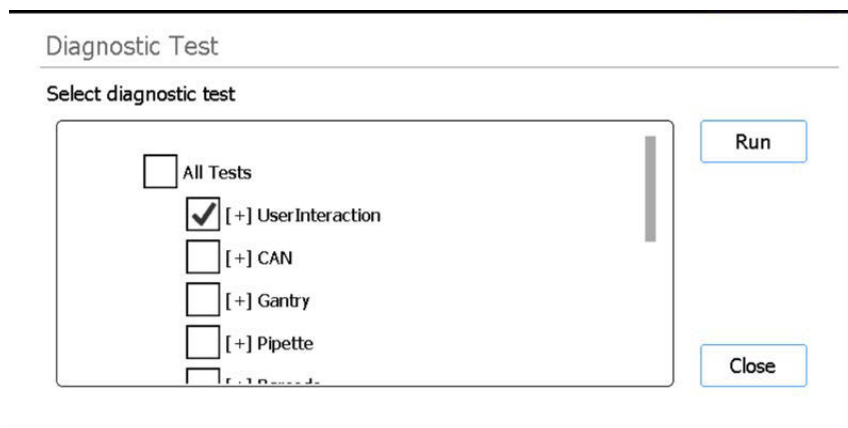 Diagnostic Test
Select diagnostic test
Run
All Tests
[+] UserInteraction
[+] CAN
[+] Gantry
[+] Pipette
Close